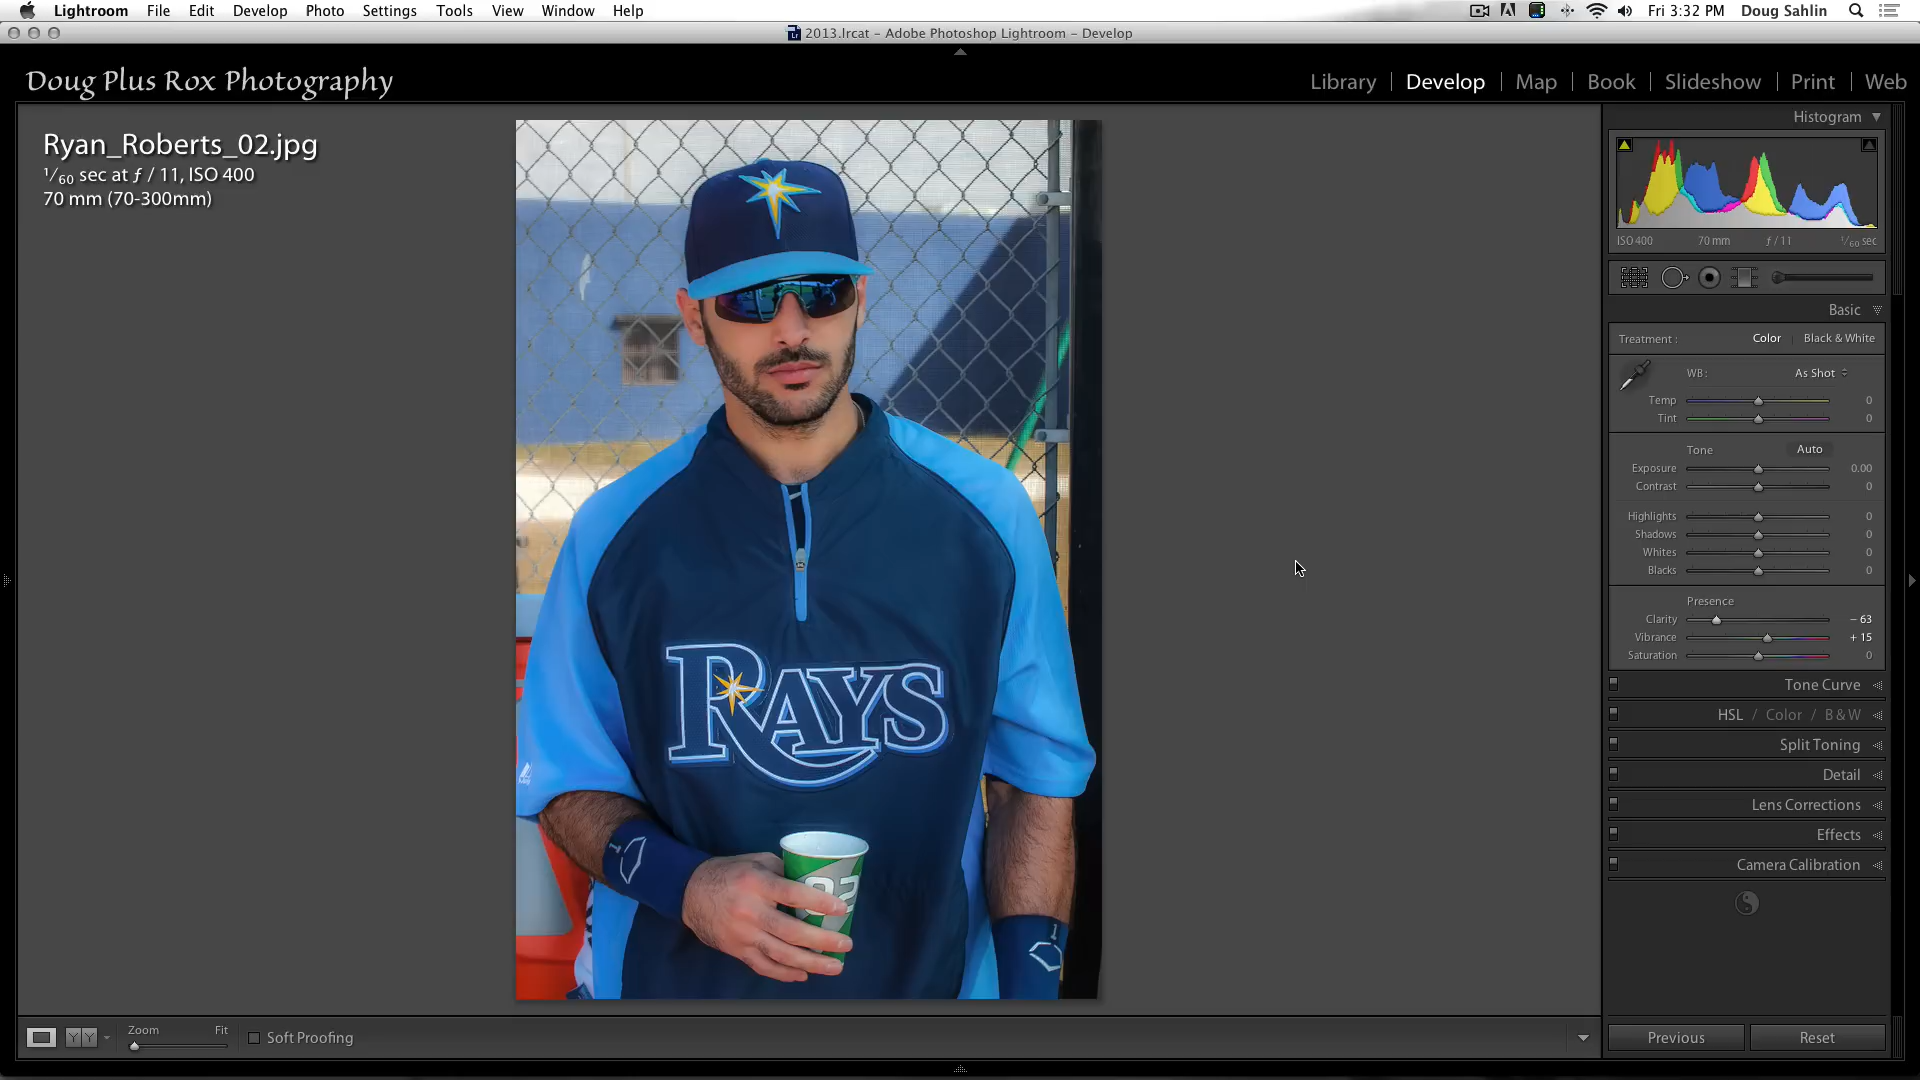 Lightroom File Edit Develop Photo Settings Tools View Window Help Fri 3:32 PM Doug Sahlin
2013.lrcat – Adobe Photoshop Lightroom – Develop
Doug Plus Rox Photography
Library | Develop | Map | Book | Slideshow | Print | Web
Ryan_Roberts_02.jpg
1/60 sec at ƒ / 11, ISO 400
70 mm (70-300mm)
RAYS
G2
Histogram
ISO 400 70 mm ƒ / 11 1/60 sec
Basic
Treatment : Color | Black & White
WB : As Shot
Temp 0
Tint 0
Tone Auto
Exposure 0.00
Contrast 0
Highlights 0
Shadows 0
Whites 0
Blacks 0
Presence
Clarity – 63
Vibrance + 15
Saturation 0
Tone Curve
HSL / Color / B & W
Split Toning
Detail
Lens Corrections
Effects
Camera Calibration
Y Y Zoom Fit Soft Proofing
Previous Reset